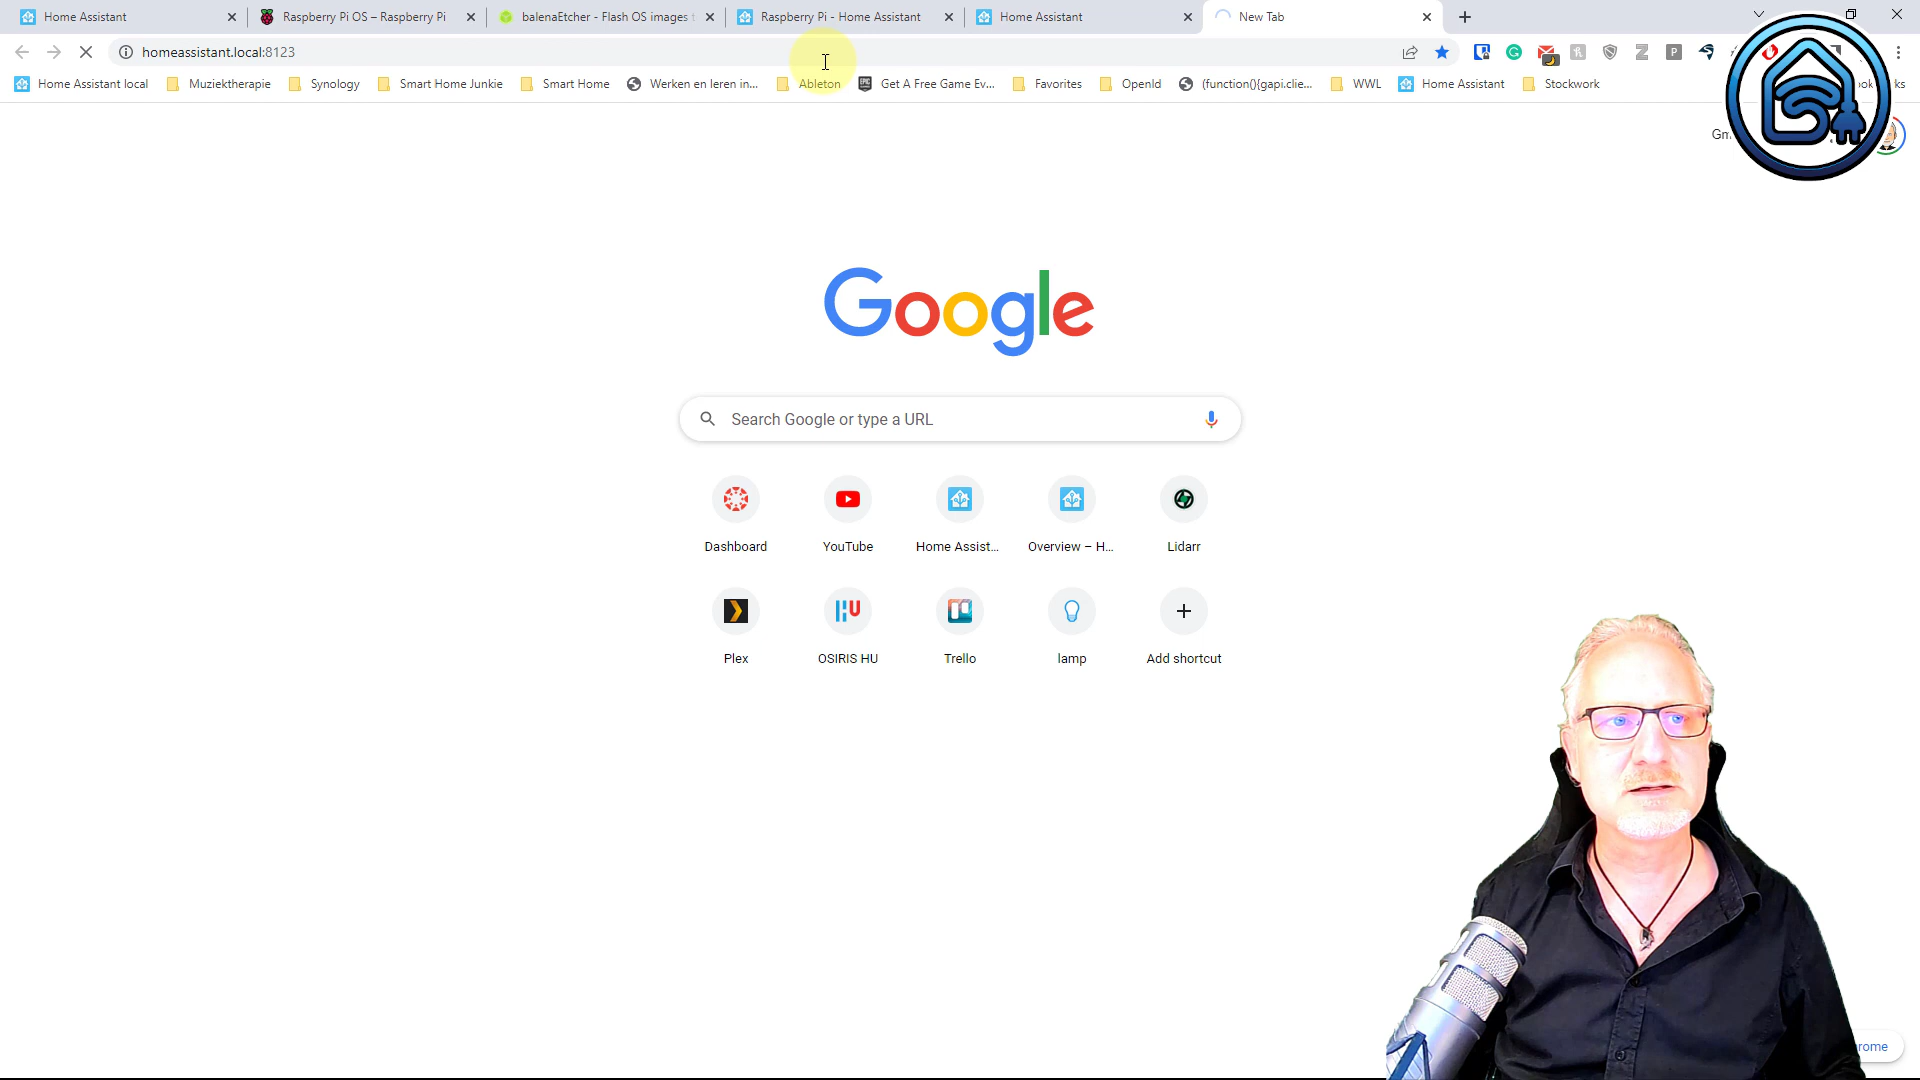 Home Assistant
Raspberry Pi OS – Raspberry Pi
balenaEtcher - Flash OS images
Raspberry Pi - Home Assistant
Home Assistant
New Tab
homeassistant.local:8123
Home Assistant local
Muziektherapie
Synology
Smart Home Junkie
Smart Home
Werken en leren in...
Ableton
Get A Free Game Ev...
Favorites
OpenId
(function(){gapi.clie...
WWL
Home Assistant
Stockwork
Google
Search Google or type a URL
Dashboard
YouTube
Home Assist...
Overview – H...
Lidarr
Plex
OSIRIS HU
Trello
lamp
Add shortcut